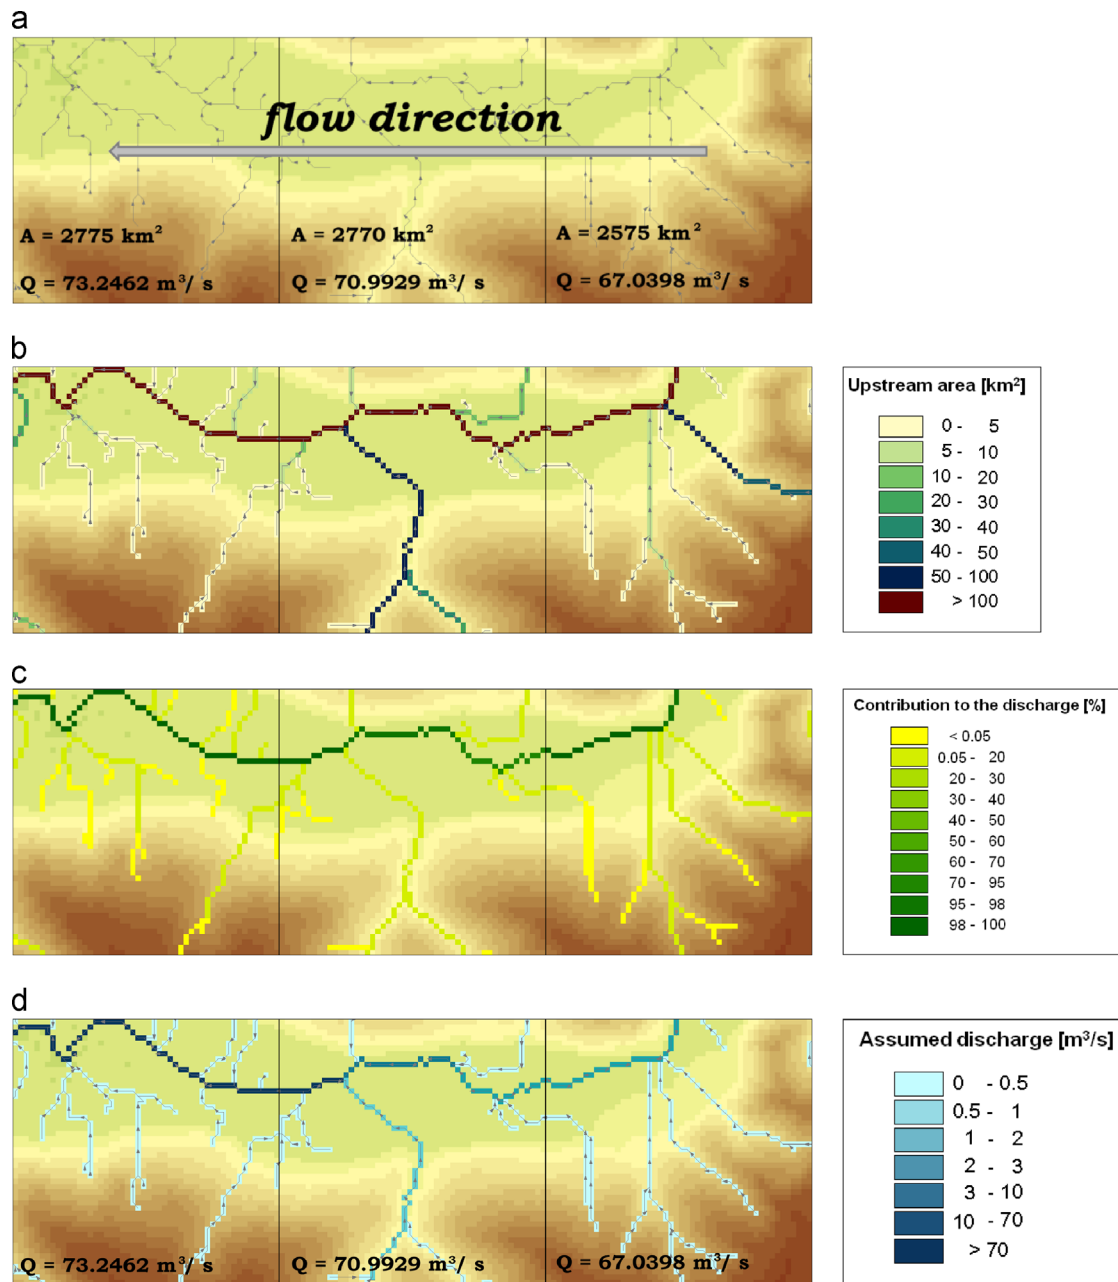 a
flow direction
A = 2775 km²
A = 2770 km²
A = 2575 km²
Q = 73.2462 m³/ s
Q = 70.9929 m³/ s
Q = 67.0398 m³/ s
b
Upstream area [km²]
0 - 5
5 - 10
10 - 20
20 - 30
30 - 40
40 - 50
50 - 100
> 100
c
Contribution to the discharge [%]
< 0.05
0.05 - 20
20 - 30
30 - 40
40 - 50
50 - 60
60 - 70
70 - 95
95 - 98
98 - 100
d
Assumed discharge [m³/s]
0 - 0.5
0.5 - 1
1 - 2
2 - 3
3 - 10
10 - 70
> 70
Q = 73.2462 m³/ s
Q = 70.9929 m³/ s
Q = 67.0398 m³/ s